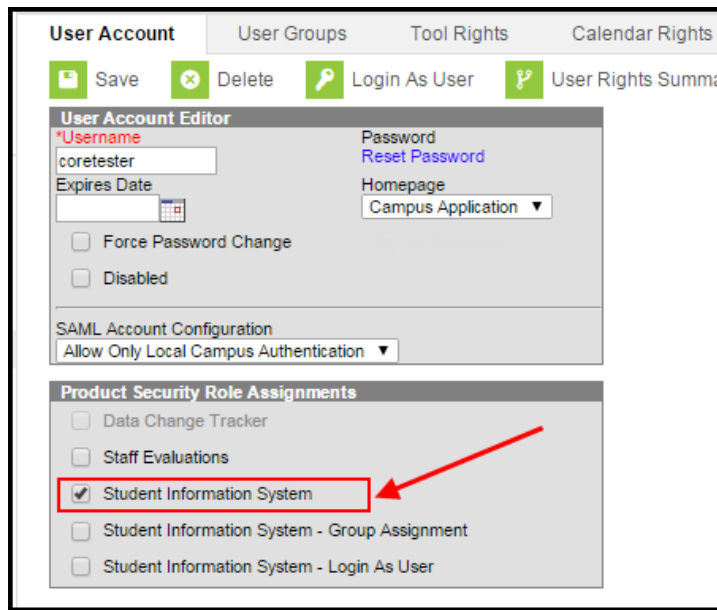 User Account User Groups Tool Rights Calendar Rights
Save Delete Login As User User Rights Summa
User Account Editor
*Username Password
coretester Reset Password
Expires Date Homepage
Campus Application
Force Password Change
Disabled
SAML Account Configuration
Allow Only Local Campus Authentication
Product Security Role Assignments
Data Change Tracker
Staff Evaluations
Student Information System
Student Information System - Group Assignment
Student Information System - Login As User